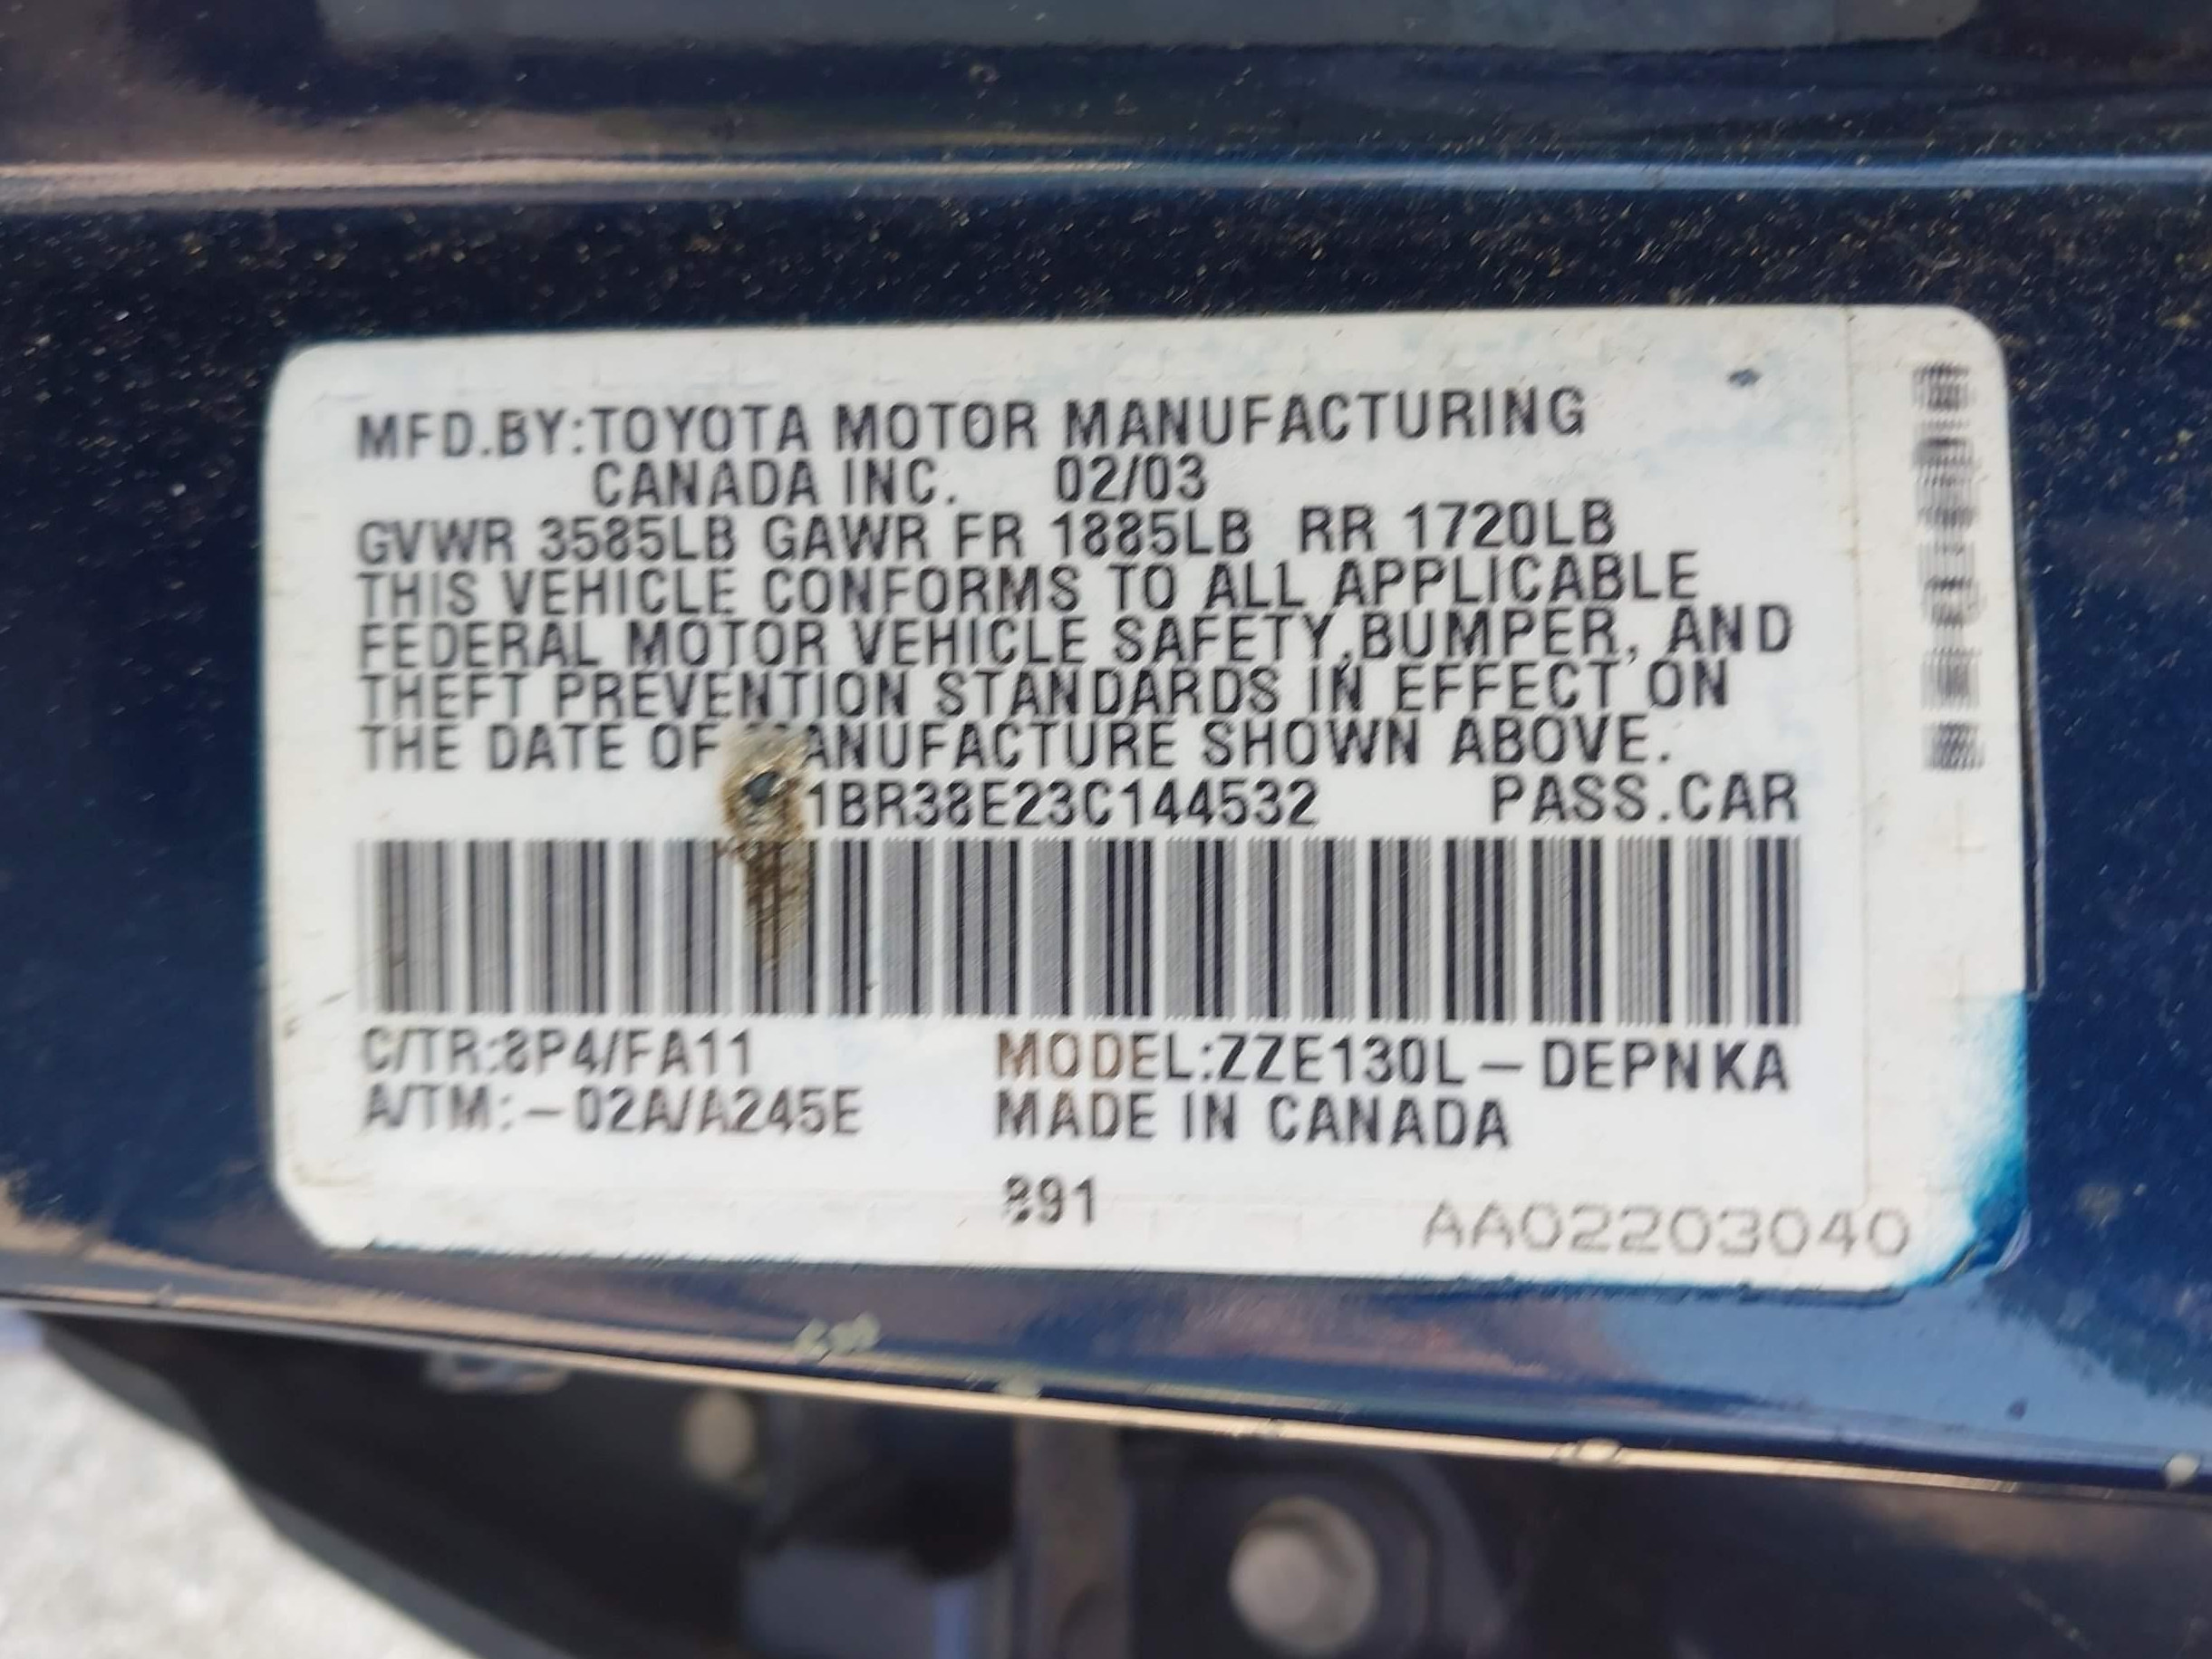 MFD.BY:TOYOTA MOTOR MANUFACTURING
CANADA INC. 02/03
GVWR 3585LB GAWR FR 1885LB RR 1720LB
THIS VEHICLE CONFORMS TO ALL APPLICABLE
FEDERAL MOTOR VEHICLE SAFETY,BUMPER, AND
THEFT PREVENTION STANDARDS IN EFFECT ON
THE DATE OF MANUFACTURE SHOWN ABOVE.
1BR38E23C144532 PASS.CAR
C/TR:8P4/FA11 MODEL:ZZE130L-DEPNKA
A/TM:-02A/A245E MADE IN CANADA
891
AA02203040